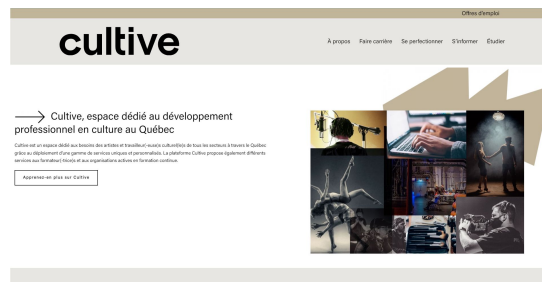 Offres d'emploi
cultive
À propos Faire carrière Se perfectionner S'informer Étudier
Cultive, espace dédié au développement
professionnel en culture au Québec
Cultive est un espace dédié aux besoins des artistes et travailleur(-euse)s culturel(le)s de tous les secteurs à travers le Québec
grâce au déploiement d'une gamme de services uniques et personnalisés. La plateforme Cultive propose également différents
services aux formateur(-trice)s et aux organisations actives en formation continue.
Apprenez-en plus sur Cultive